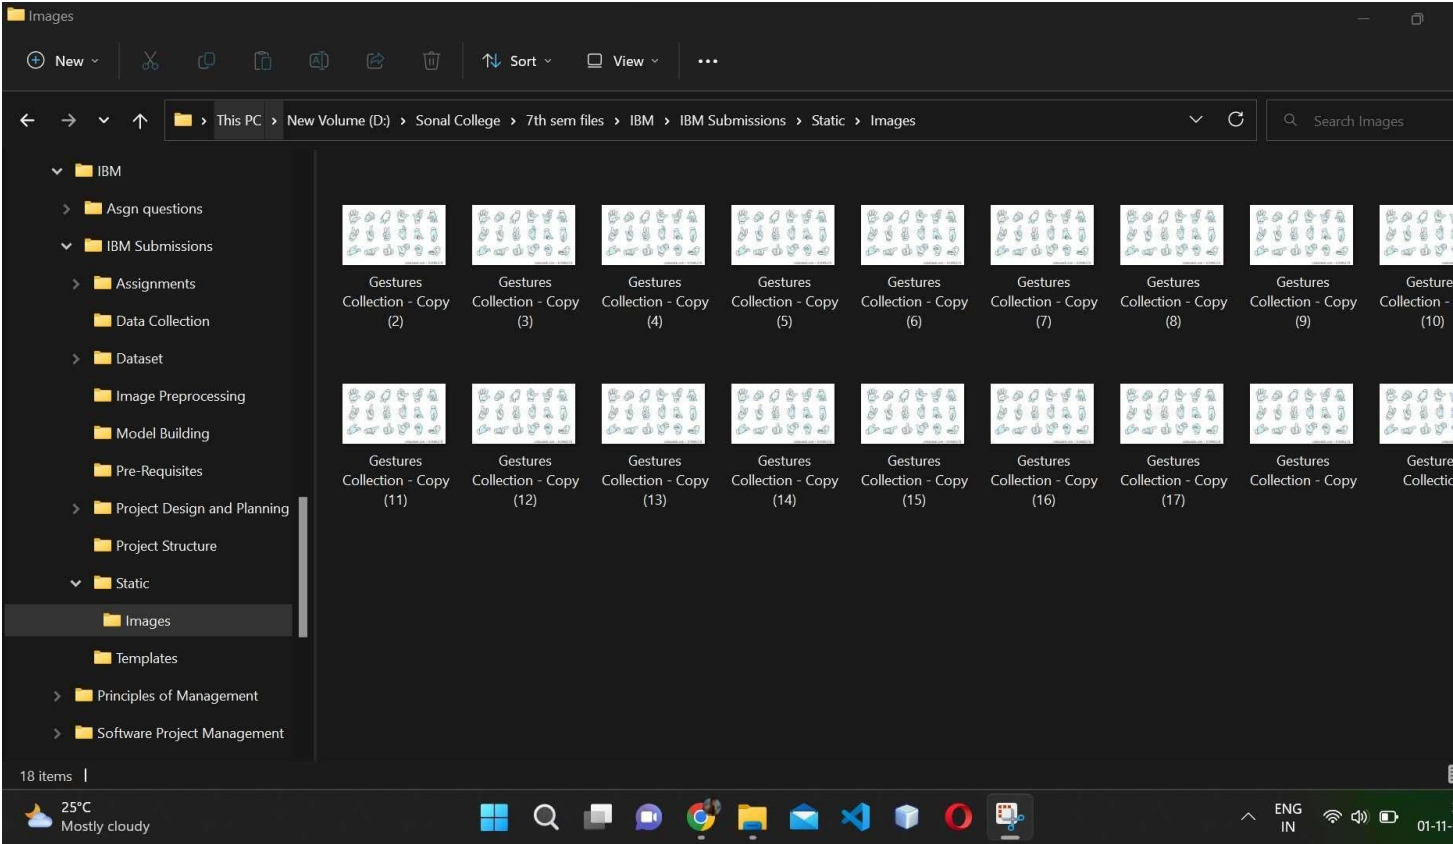 Images
New
Sort
View
This PC > New Volume (D:) > Sonal College > 7th sem files > IBM > IBM Submissions > Static > Images
Search Images
IBM
Asgn questions
IBM Submissions
Assignments
Data Collection
Dataset
Image Preprocessing
Model Building
Pre-Requisites
Project Design and Planning
Project Structure
Static
Images
Templates
Principles of Management
Software Project Management
Gestures
Collection - Copy
(2)
Gestures
Collection - Copy
(3)
Gestures
Collection - Copy
(4)
Gestures
Collection - Copy
(5)
Gestures
Collection - Copy
(6)
Gestures
Collection - Copy
(7)
Gestures
Collection - Copy
(8)
Gestures
Collection - Copy
(9)
Gesture
Collection -
(10)
Gestures
Collection - Copy
(11)
Gestures
Collection - Copy
(12)
Gestures
Collection - Copy
(13)
Gestures
Collection - Copy
(14)
Gestures
Collection - Copy
(15)
Gestures
Collection - Copy
(16)
Gestures
Collection - Copy
(17)
Gestures
Collection - Copy
Gesture
Collectio
18 items
25°C
Mostly cloudy
ENG
IN
01-11-